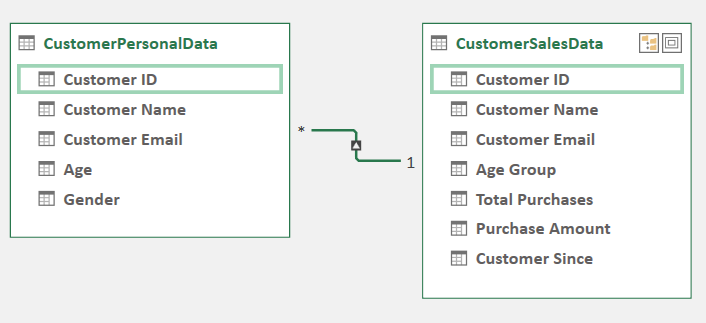 CustomerPersonalData
Customer ID
Customer Name
Customer Email
Age
Gender
*
1
CustomerSalesData
Customer ID
Customer Name
Customer Email
Age Group
Total Purchases
Purchase Amount
Customer Since